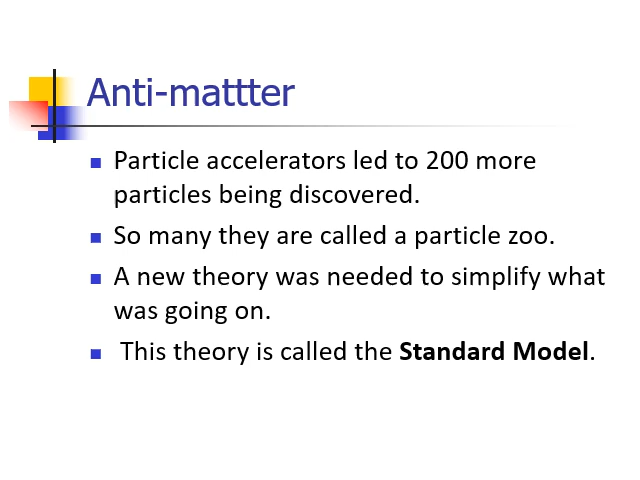 Anti-mattter
Particle accelerators led to 200 more
particles being discovered.
So many they are called a particle zoo.
A new theory was needed to simplify what
was going on.
This theory is called the Standard Model.